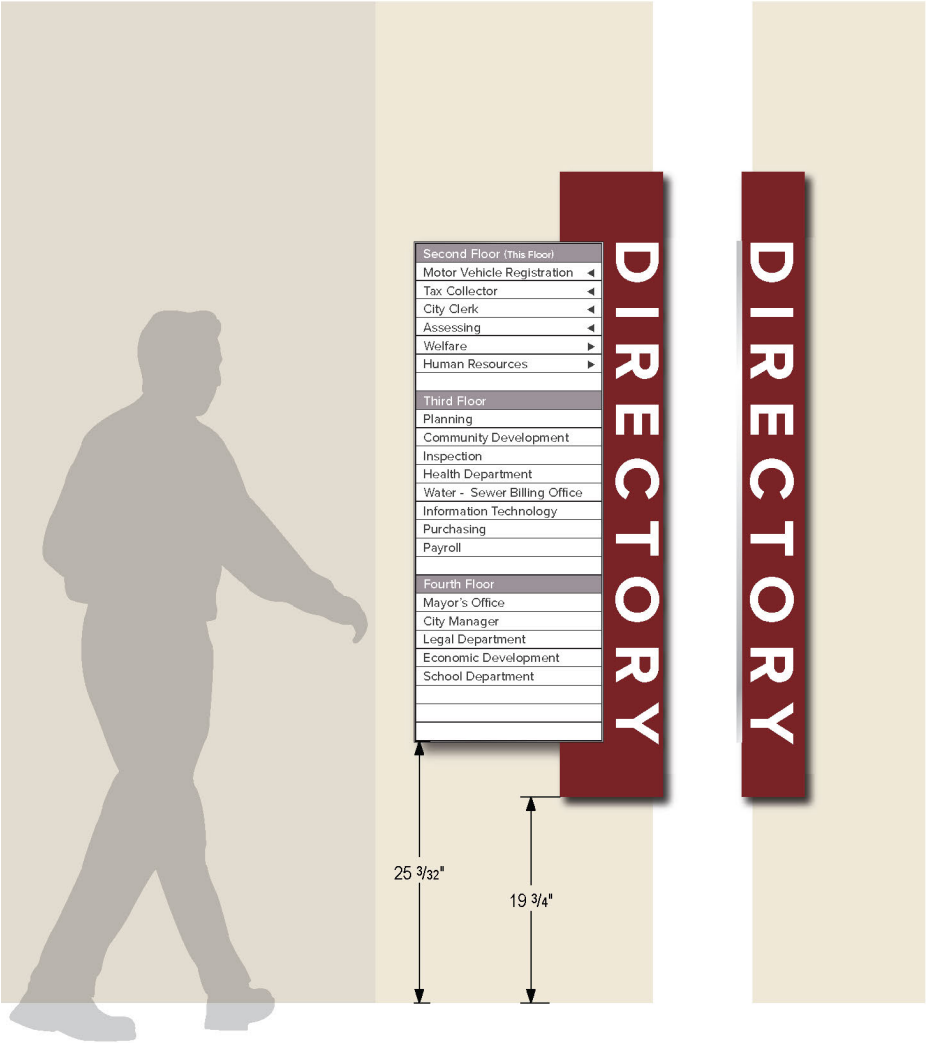 Second Floor (This Floor)
Motor Vehicle Registration ◀
Tax Collector ◀
City Clerk ◀
Assessing ◀
Welfare ▶
Human Resources ▶
Third Floor
Planning
Community Development
Inspection
Health Department
Water - Sewer Billing Office
Information Technology
Purchasing
Payroll
Fourth Floor
Mayor's Office
City Manager
Legal Department
Economic Development
School Department
DIRECTORY
DIRECTORY
25 3/32"
19 3/4"